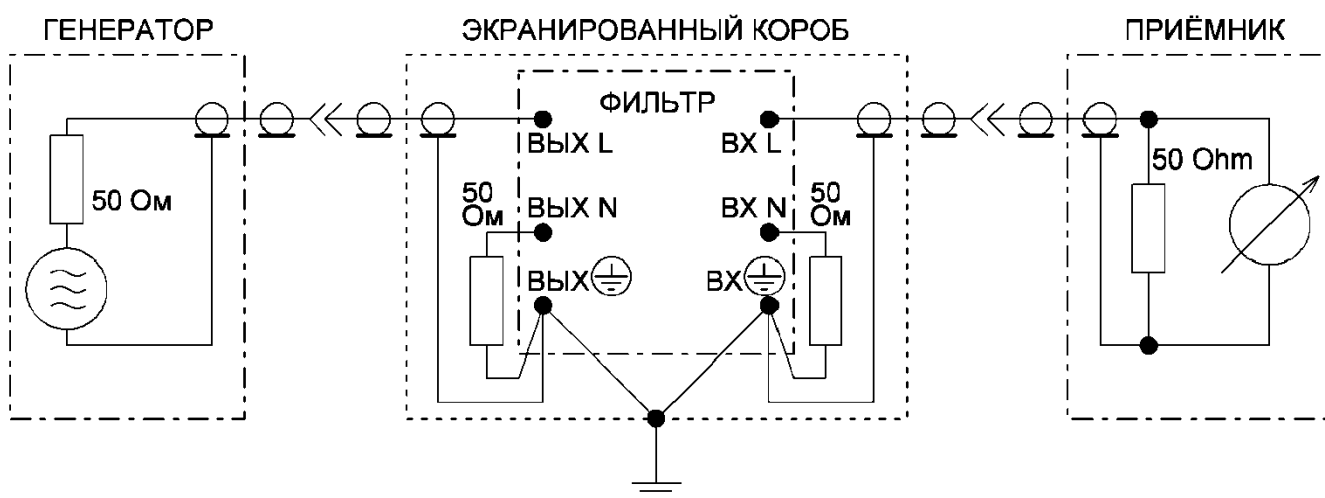 ГЕНЕРАТОР
ЭКРАНИРОВАННЫЙ КОРОБ
ПРИЁМНИК
ФИЛЬТР
ВЫХ L
ВХ L
50 Ом
50 Ohm
50
Ом
ВЫХ N
ВХ N
50
Ом
ВЫХ
ВХ